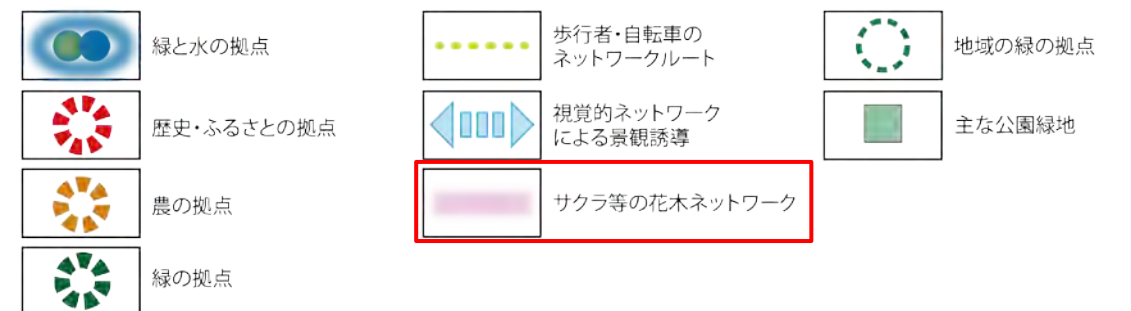 緑と水の拠点
歴史・ふるさとの拠点
農の拠点
緑の拠点
歩行者・自転車の
ネットワークルート
視覚的ネットワーク
による景観誘導
サクラ等の花木ネットワーク
地域の緑の拠点
主な公園緑地